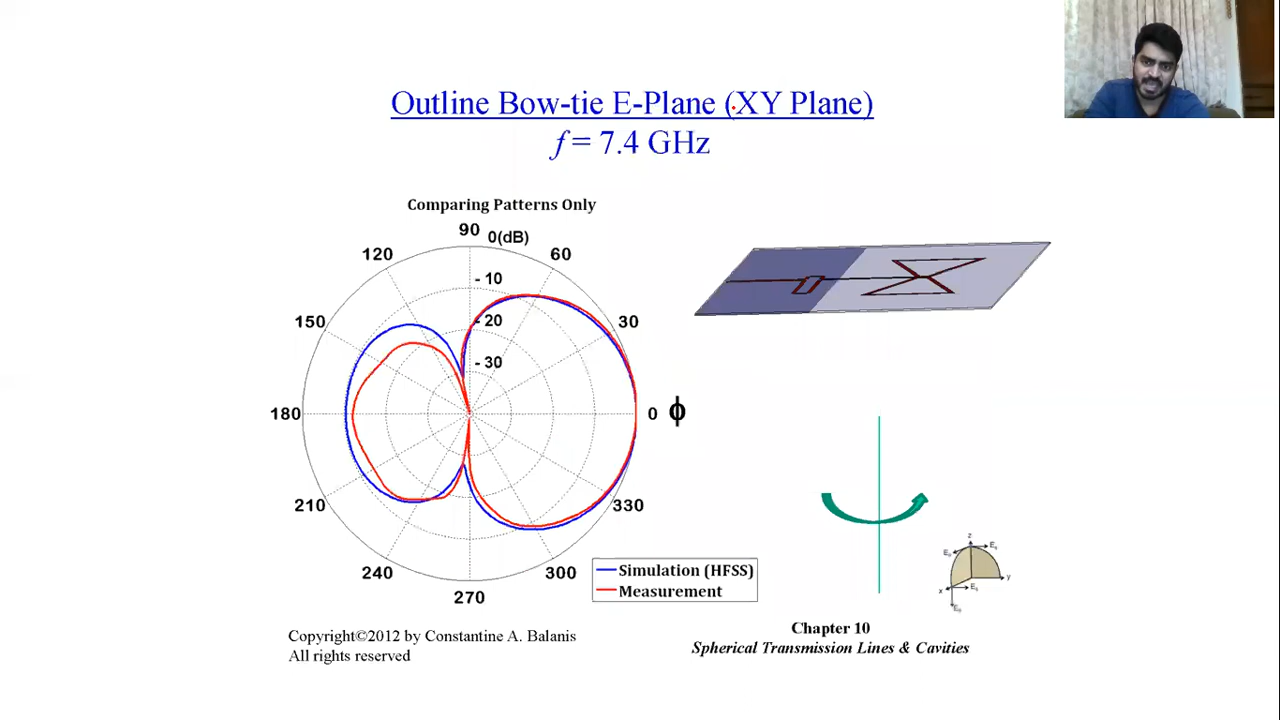 Outline Bow-tie E-Plane (XY Plane)
f = 7.4 GHz
Comparing Patterns Only
90
0(dB)
120
60
- 10
150
- 20
30
- 30
180
0
ϕ
210
330
240
300
270
Simulation (HFSS)
Measurement
z
y
x
Copyright©2012 by Constantine A. Balanis
All rights reserved
Chapter 10
Spherical Transmission Lines & Cavities